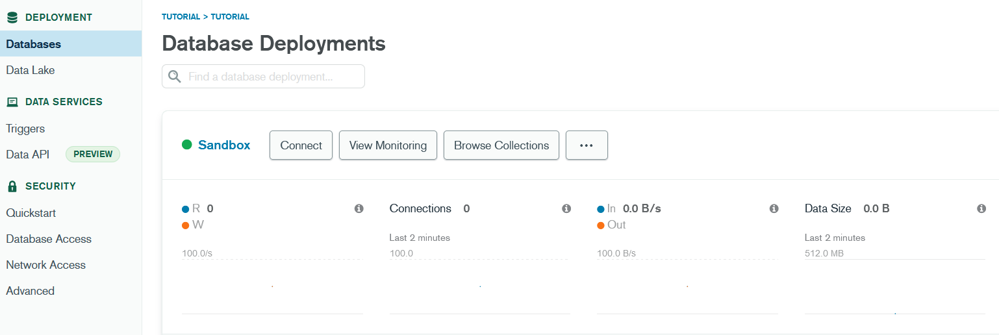 DEPLOYMENT
Databases
Data Lake
DATA SERVICES
Triggers
Data API PREVIEW
SECURITY
Quickstart
Database Access
Network Access
Advanced
TUTORIAL > TUTORIAL
Database Deployments
Find a database deployment...
Sandbox Connect View Monitoring Browse Collections ...
R 0
W
100.0/s
Connections 0
Last 2 minutes
100.0
In 0.0 B/s
Out
100.0 B/s
Data Size 0.0 B
Last 2 minutes
512.0 MB